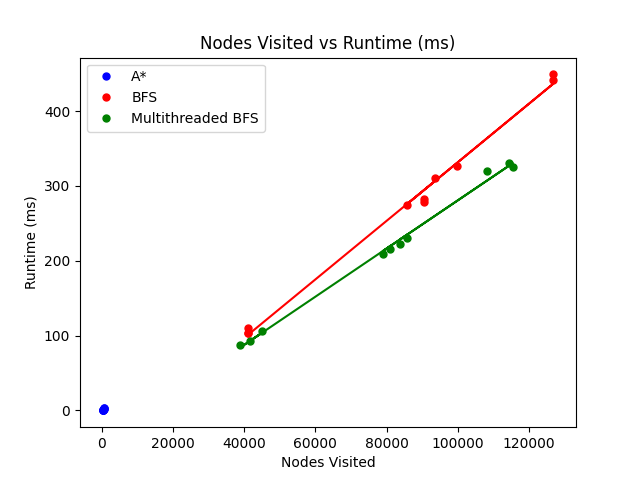 Nodes Visited vs Runtime (ms)
A*
BFS
Multithreaded BFS
Runtime (ms)
400
300
200
100
0
0 20000 40000 60000 80000 100000 120000
Nodes Visited